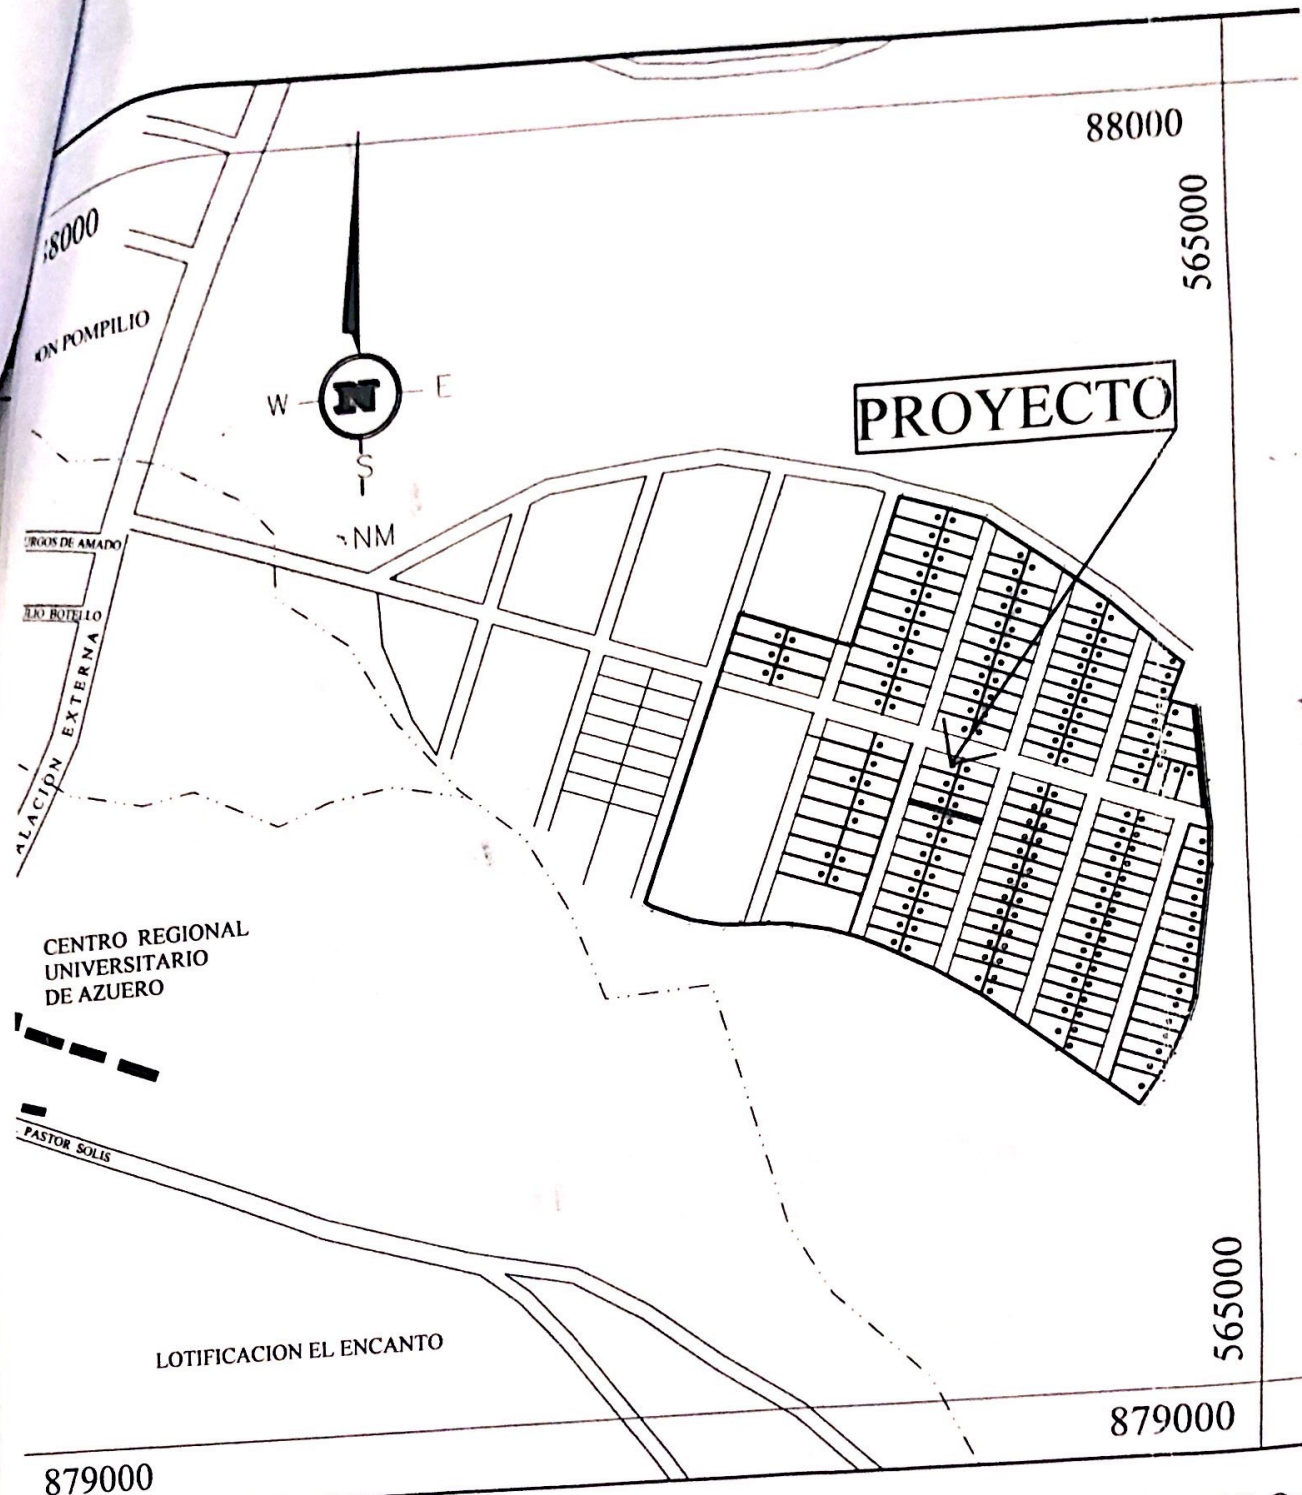 88000
565000
8000
ON POMPILIO
PROYECTO
W
N
E
S
NM
URGOS DE AMADO
LIO BOTELLO
ALACIÓN EXTERNA
CENTRO REGIONAL
UNIVERSITARIO
DE AZUERO
PASTOR SOLIS
LOTIFICACION EL ENCANTO
565000
879000
879000